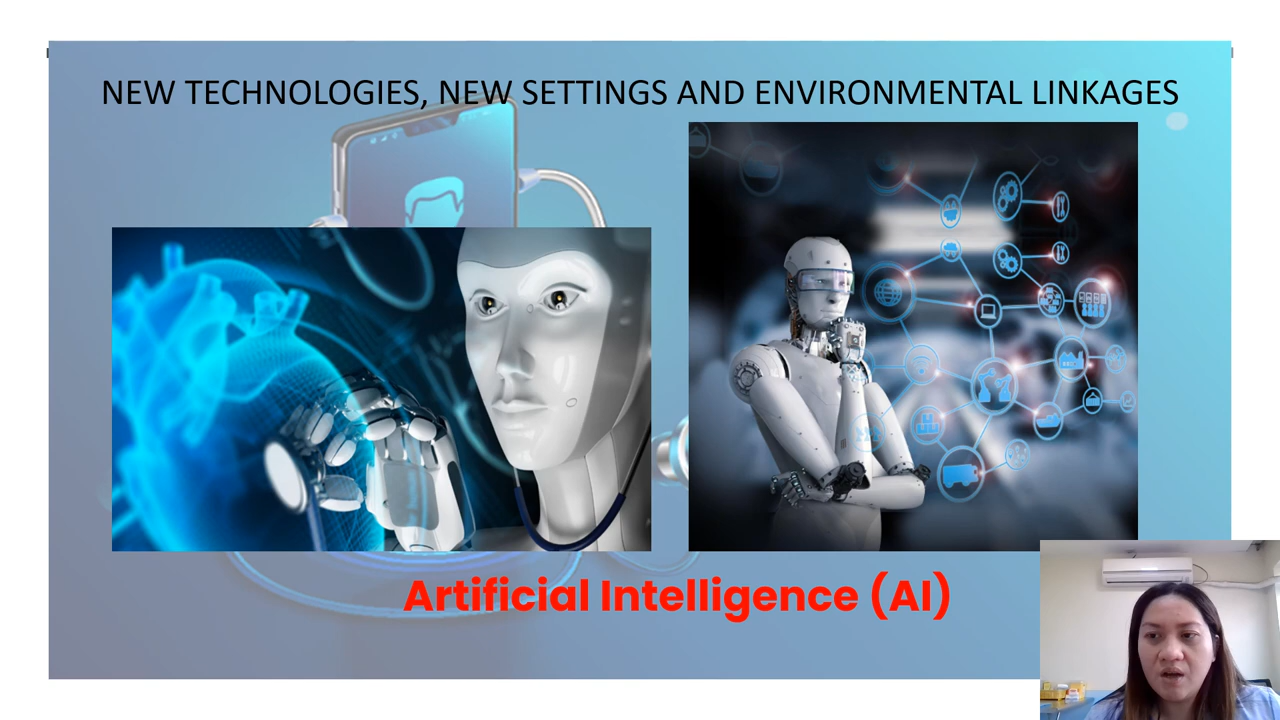 NEW TECHNOLOGIES, NEW SETTINGS AND ENVIRONMENTAL LINKAGES
Artificial Intelligence (AI)